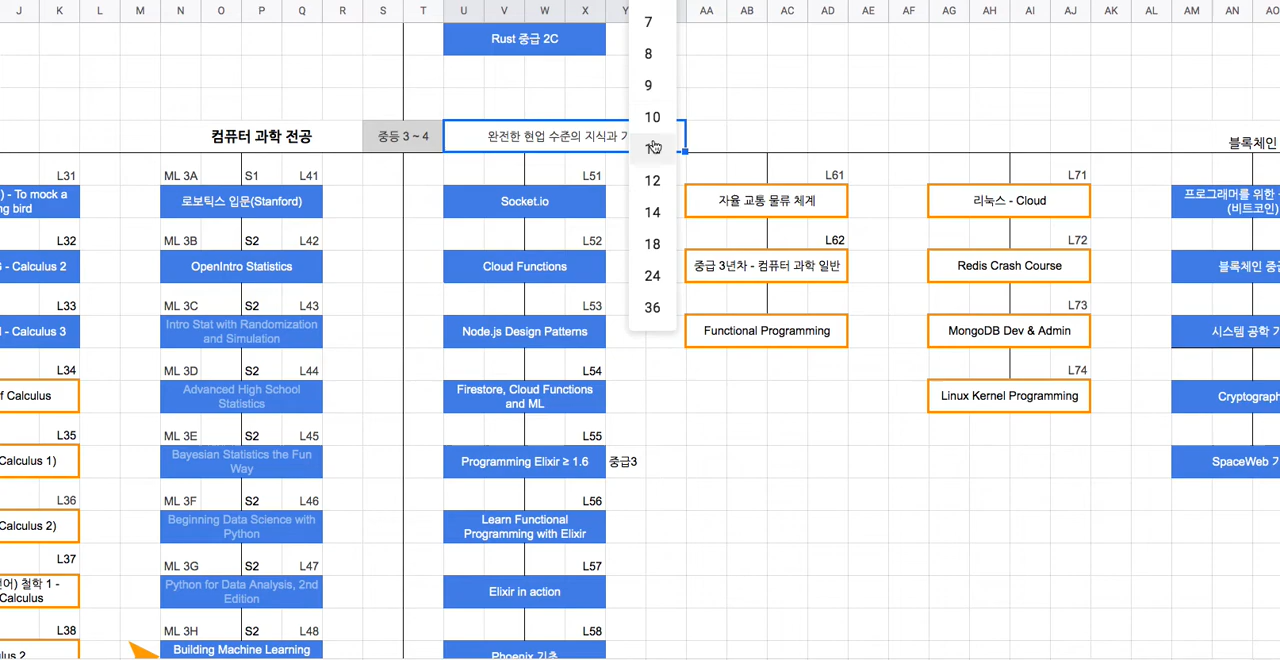 J K L M N O P Q R S T U V W X Y AA AB AC AD AE AF AG AH AI AJ AK AL AM AN AO
Rust 중급 2C
7
8
9
10
12
14
18
24
36
컴퓨터 과학 전공
중등 3 ~ 4
완전한 현업 수준의 지식과
블록체인
L31
ML 3A S1 L41
L51
L61
L71
) - To mock a
ng bird
로보틱스 입문(Stanford)
Socket.io
자율 교통 물류 체계
리눅스 - Cloud
프로그래머를 위한
(비트코인)
L32
ML 3B S2 L42
L52
L62
L72
- Calculus 2
OpenIntro Statistics
Cloud Functions
중급 3년차 - 컴퓨터 과학 일반
Redis Crash Course
블록체인 중급
L33
ML 3C S2 L43
L53
L73
- Calculus 3
Intro Stat with Randomization
and Simulation
Node.js Design Patterns
Functional Programming
MongoDB Dev & Admin
시스템 공학
L34
ML 3D S2 L44
L54
L74
f Calculus
Advanced High School
Statistics
Firestore, Cloud Functions
and ML
Linux Kernel Programming
Cryptograph
L35
ML 3E S2 L45
L55
Calculus 1)
Bayesian Statistics the Fun
Way
Programming Elixir ≥ 1.6
중급3
SpaceWeb
L36
ML 3F S2 L46
L56
Calculus 2)
Beginning Data Science with
Python
Learn Functional
Programming with Elixir
L37
ML 3G S2 L47
L57
어) 철학 1 -
Calculus
Python for Data Analysis, 2nd
Edition
Elixir in action
L38
ML 3H S2 L48
L58
lus 2
Building Machine Learning
Phoenix 기초